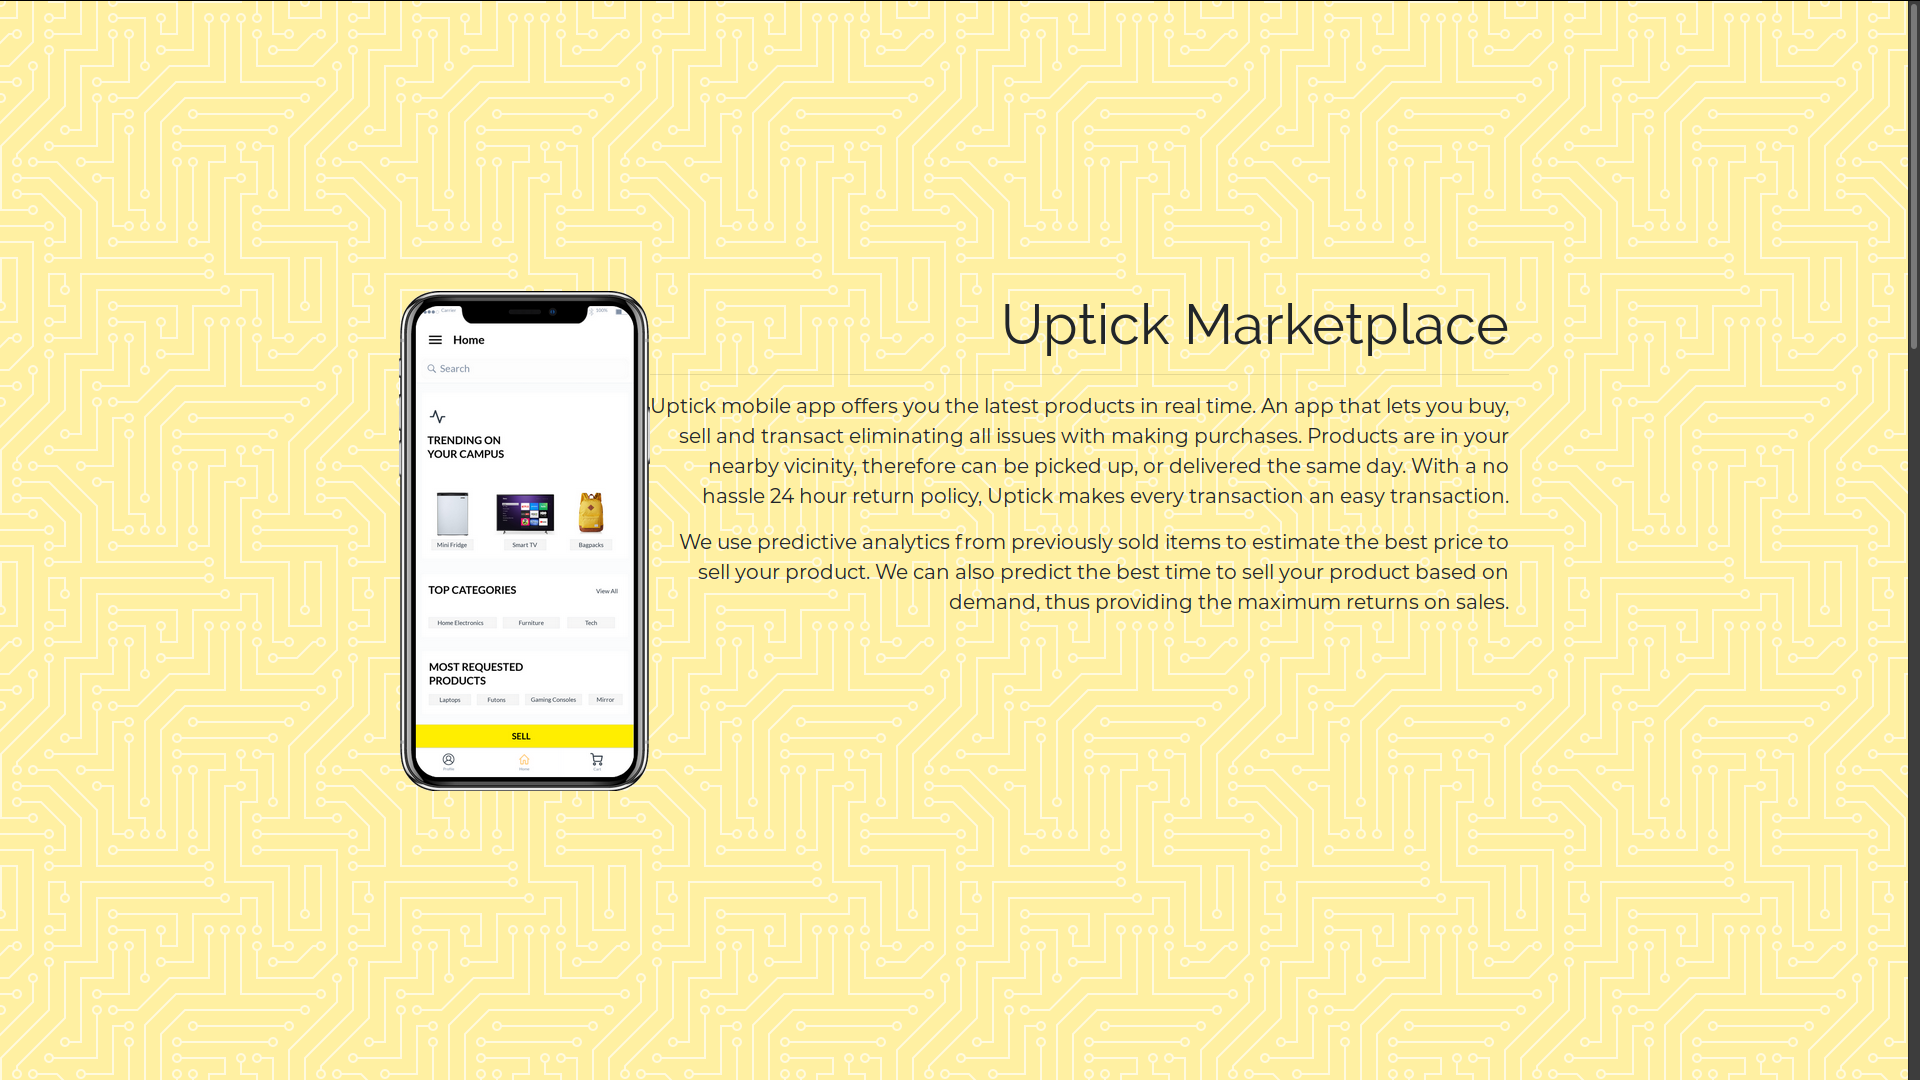 Carrier
100%
Home
Search
TRENDING ON
YOUR CAMPUS
Mini Fridge
Smart TV
Bagpacks
TOP CATEGORIES
View All
Home Electronics
Furniture
Tech
MOST REQUESTED
PRODUCTS
Laptops
Futons
Gaming Consoles
Mirror
SELL
Profile
Home
Cart
Uptick Marketplace
Uptick mobile app offers you the latest products in real time. An app that lets you buy,
sell and transact eliminating all issues with making purchases. Products are in your
nearby vicinity, therefore can be picked up, or delivered the same day. With a no
hassle 24 hour return policy, Uptick makes every transaction an easy transaction.
We use predictive analytics from previously sold items to estimate the best price to
sell your product. We can also predict the best time to sell your product based on
demand, thus providing the maximum returns on sales.